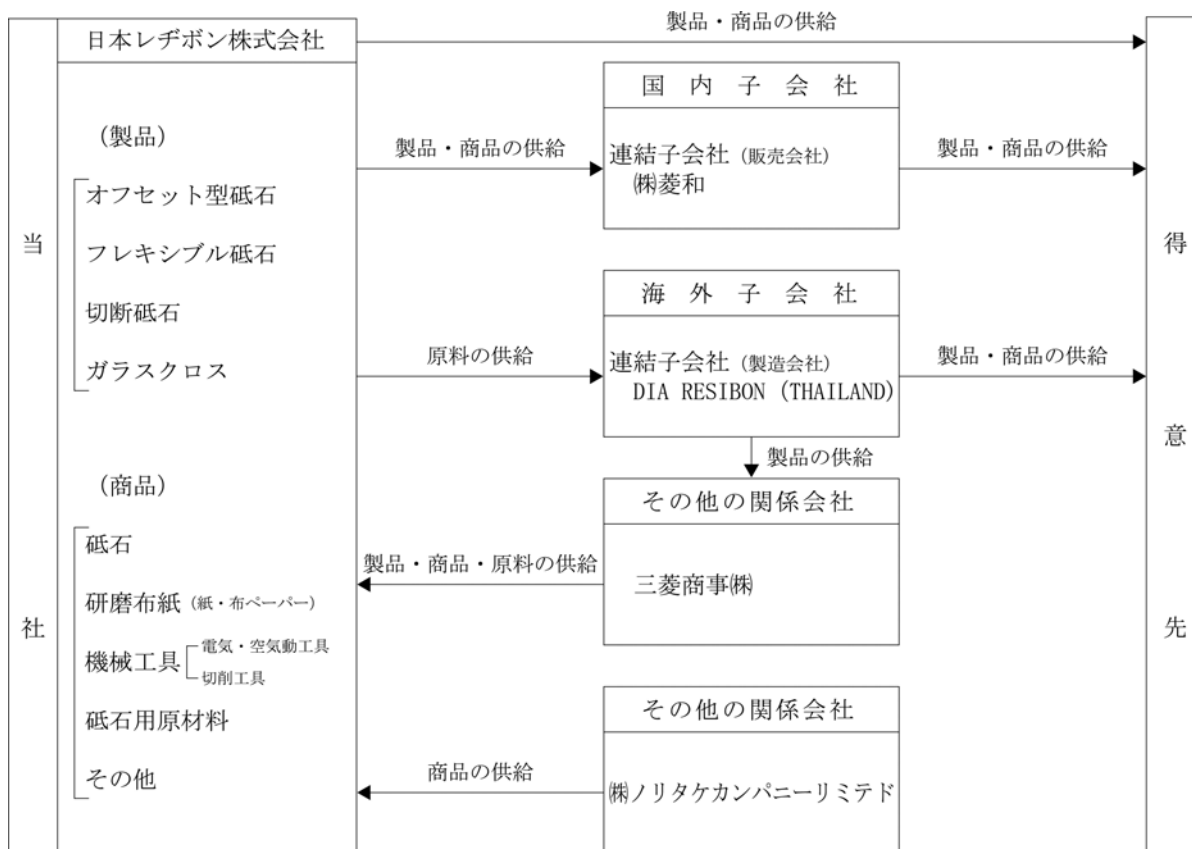 当社
日本レヂボン株式会社
(製品)
オフセット型砥石
フレキシブル砥石
切断砥石
ガラスクロス
(商品)
砥石
研磨布紙 (紙・布ペーパー)
機械工具
電気・空気動工具
切削工具
砥石用原材料
その他
製品・商品の供給
製品・商品の供給
国内子会社
連結子会社 (販売会社)
㈱菱和
製品・商品の供給
原料の供給
海外子会社
連結子会社 (製造会社)
DIA RESIBON (THAILAND)
製品・商品の供給
製品の供給
製品・商品・原料の供給
その他の関係会社
三菱商事㈱
商品の供給
その他の関係会社
㈱ノリタケカンパニーリミテド
得意先